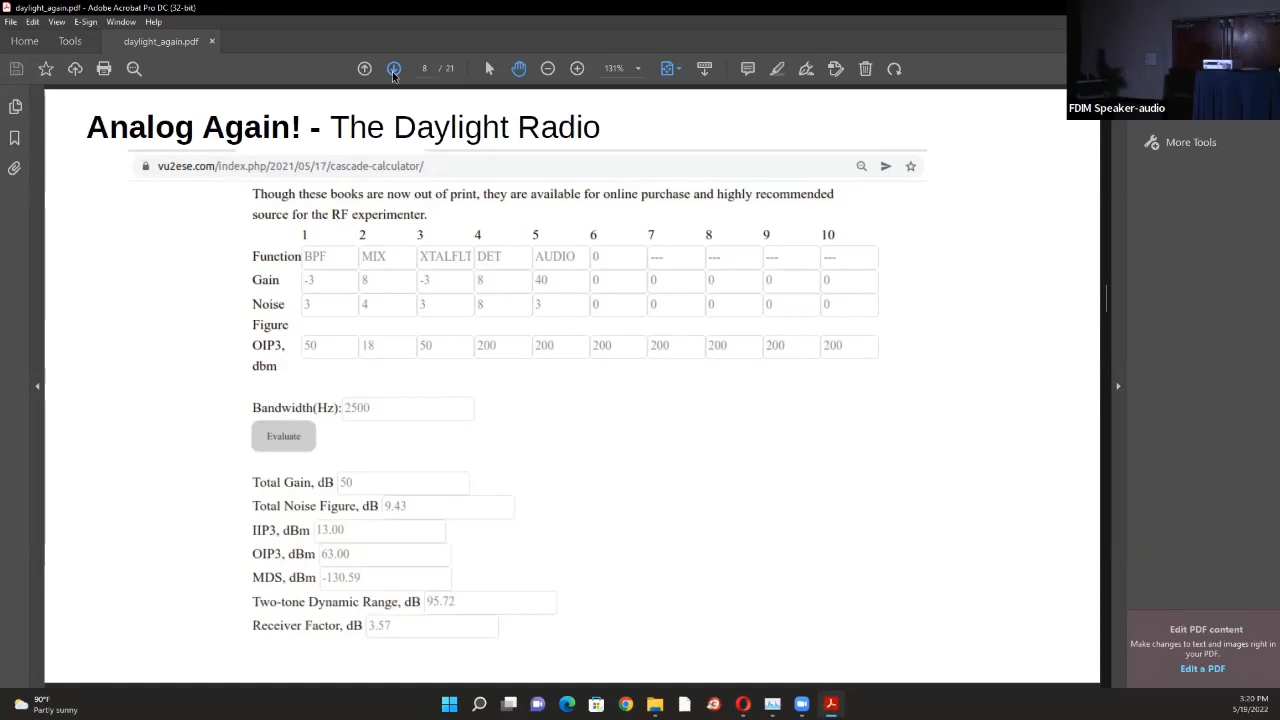 daylight_again.pdf - Adobe Acrobat Pro DC (32-bit)
File Edit View E-Sign Window Help
Home Tools daylight_again.pdf ×
8 / 21 131%
FDIM Speaker-audio
More Tools
Analog Again! - The Daylight Radio
vu2ese.com/index.php/2021/05/17/cascade-calculator/
Though these books are now out of print, they are available for online purchase and highly recommended
source for the RF experimenter.
1 2 3 4 5 6 7 8 9 10
Function BPF MIX XTALFLT DET AUDIO 0 --- --- --- ---
Gain -3 8 -3 8 40 0 0 0 0 0
Noise 3 4 3 8 3 0 0 0 0 0
Figure
OIP3, 50 18 50 200 200 200 200 200 200 200
dbm
Bandwidth(Hz): 2500
Evaluate
Total Gain, dB 50
Total Noise Figure, dB 9.43
IIP3, dBm 13.00
OIP3, dBm 63.00
MDS, dBm -130.59
Two-tone Dynamic Range, dB 95.72
Receiver Factor, dB 3.57
Edit PDF content
Make changes to text and images right in
your PDF.
Edit a PDF
90°F
Partly sunny
3:20 PM
5/19/2022